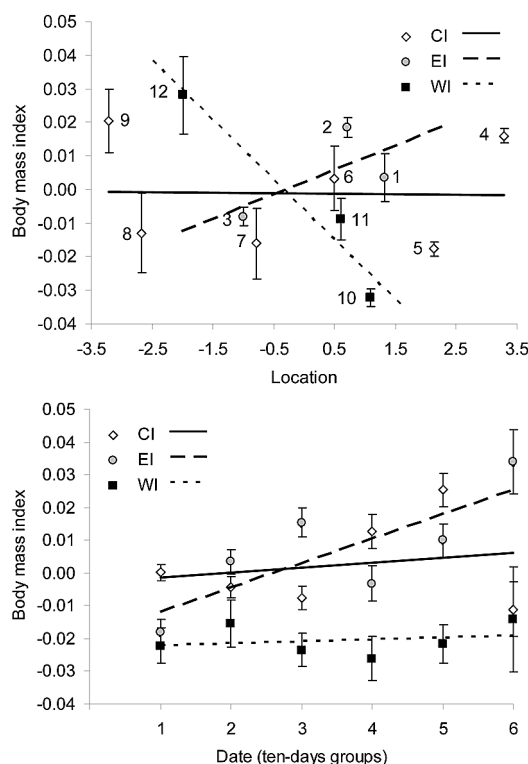 CI
EI
WI
Body mass index
0.05
0.04
0.03
0.02
0.01
0.00
-0.01
-0.02
-0.03
-0.04
12
9
2
4
6
1
3
11
8
7
5
10
-3.5 -2.5 -1.5 -0.5 0.5 1.5 2.5 3.5
Location
CI
EI
WI
Body mass index
0.05
0.04
0.03
0.02
0.01
0.00
-0.01
-0.02
-0.03
-0.04
1 2 3 4 5 6
Date (ten-days groups)